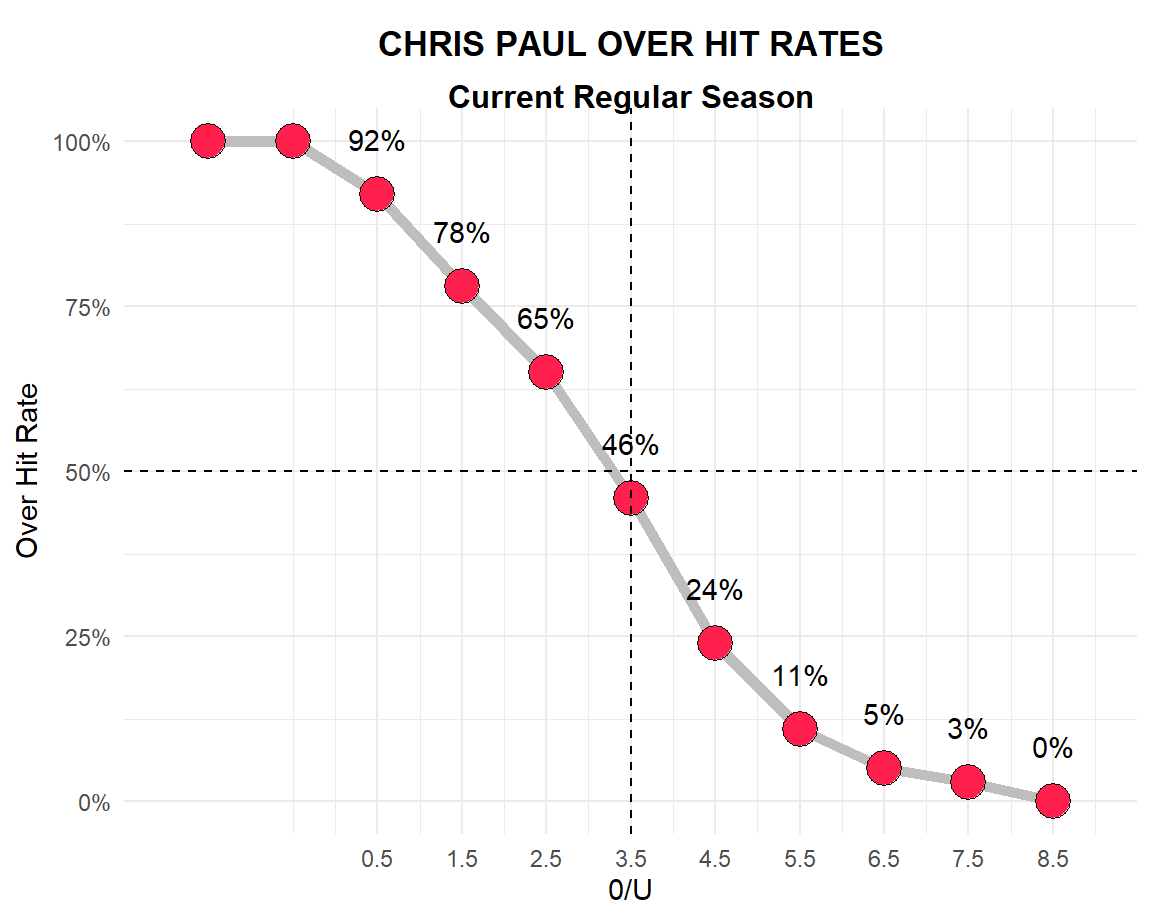 CHRIS PAUL OVER HIT RATES
Current Regular Season
Over Hit Rate
100%
75%
50%
25%
0%
92%
78%
65%
46%
24%
11%
5%
3%
0%
0.5 1.5 2.5 3.5 4.5 5.5 6.5 7.5 8.5
0/U